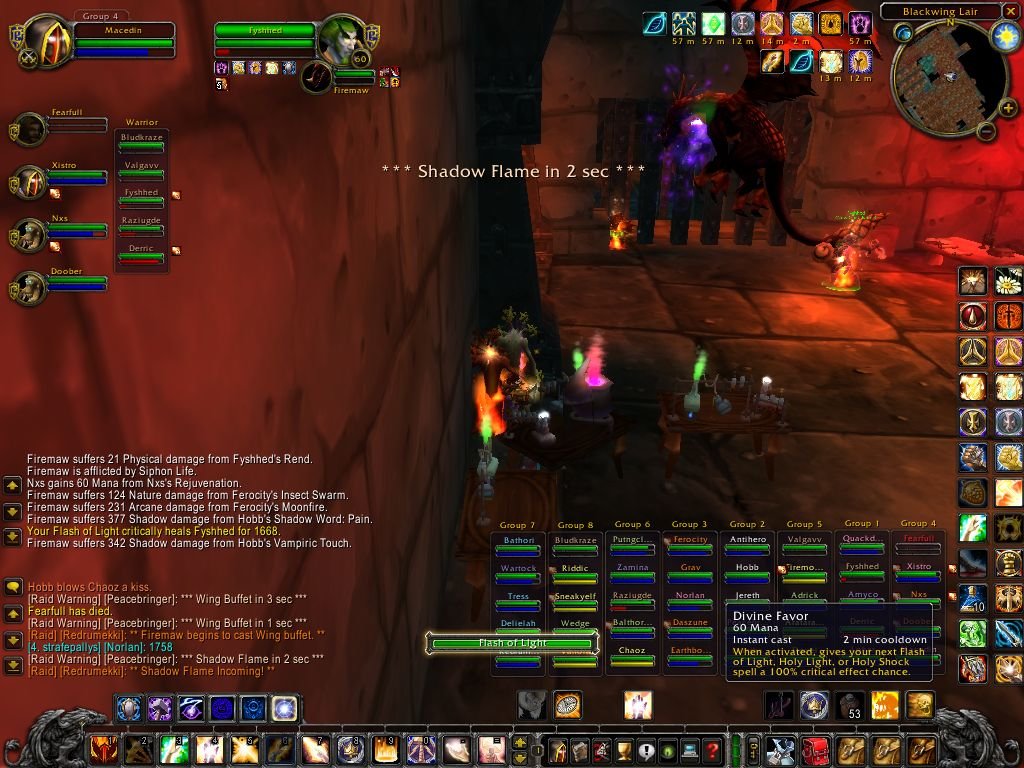 Group 4
Macedin
Fyshhed
60
Firemaw
5
Blackwing Lair
N
57 m
57 m
12 m
14 m
2 m
57 m
13 m
12 m
Fearfull
Xistro
Nxs
Doober
Warrior
Bludkraze
Valgavv
Fyshhed
Raziugde
Derric
*** Shadow Flame in 2 sec ***
Firemaw suffers 21 Physical damage from Fyshhed's Rend.
Firemaw is afflicted by Siphon Life.
Nxs gains 60 Mana from Nxs's Rejuvenation.
Firemaw suffers 124 Nature damage from Ferocity's Insect Swarm.
Firemaw suffers 231 Arcane damage from Ferocity's Moonfire.
Firemaw suffers 377 Shadow damage from Hobb's Shadow Word: Pain.
Your Flash of Light critically heals Fyshhed for 1668.
Firemaw suffers 342 Shadow damage from Hobb's Vampiric Touch.
Hobb blows Chaoz a kiss.
[Raid Warning] [Peacebringer]: *** Wing Buffet in 3 sec ***
Fearfull has died.
[Raid Warning] [Peacebringer]: *** Wing Buffet in 1 sec ***
[Raid] [Redrumekki]: ** Firemaw begins to cast Wing buffet. **
[4. strafepallys] [Norlan]: 1758
[Raid Warning] [Peacebringer]: *** Shadow Flame in 2 sec ***
[Raid] [Redrumekki]: ** Shadow Flame Incoming! **
Group 7 Group 8 Group 6 Group 3 Group 2 Group 5 Group 1 Group 4
Bathori Bludkraze Putngcl... Ferocity Antihero Valgavv Quackd... Fearfull
Wartock Riddic Zamina Grav Hobb Firemo... Fyshhed Xistro
Tress Sneakyelf Raziugde Norlan Jereth Adrick Amyco Nxs
Delielah Wedge Balthor... Daszune
Chaoz Earthbo...
Flash of Light
Divine Favor
60 Mana
Instant cast 2 min cooldown
When activated, gives your next Flash
of Light, Holy Light, or Holy Shock
spell a 100% critical effect chance.
10
53